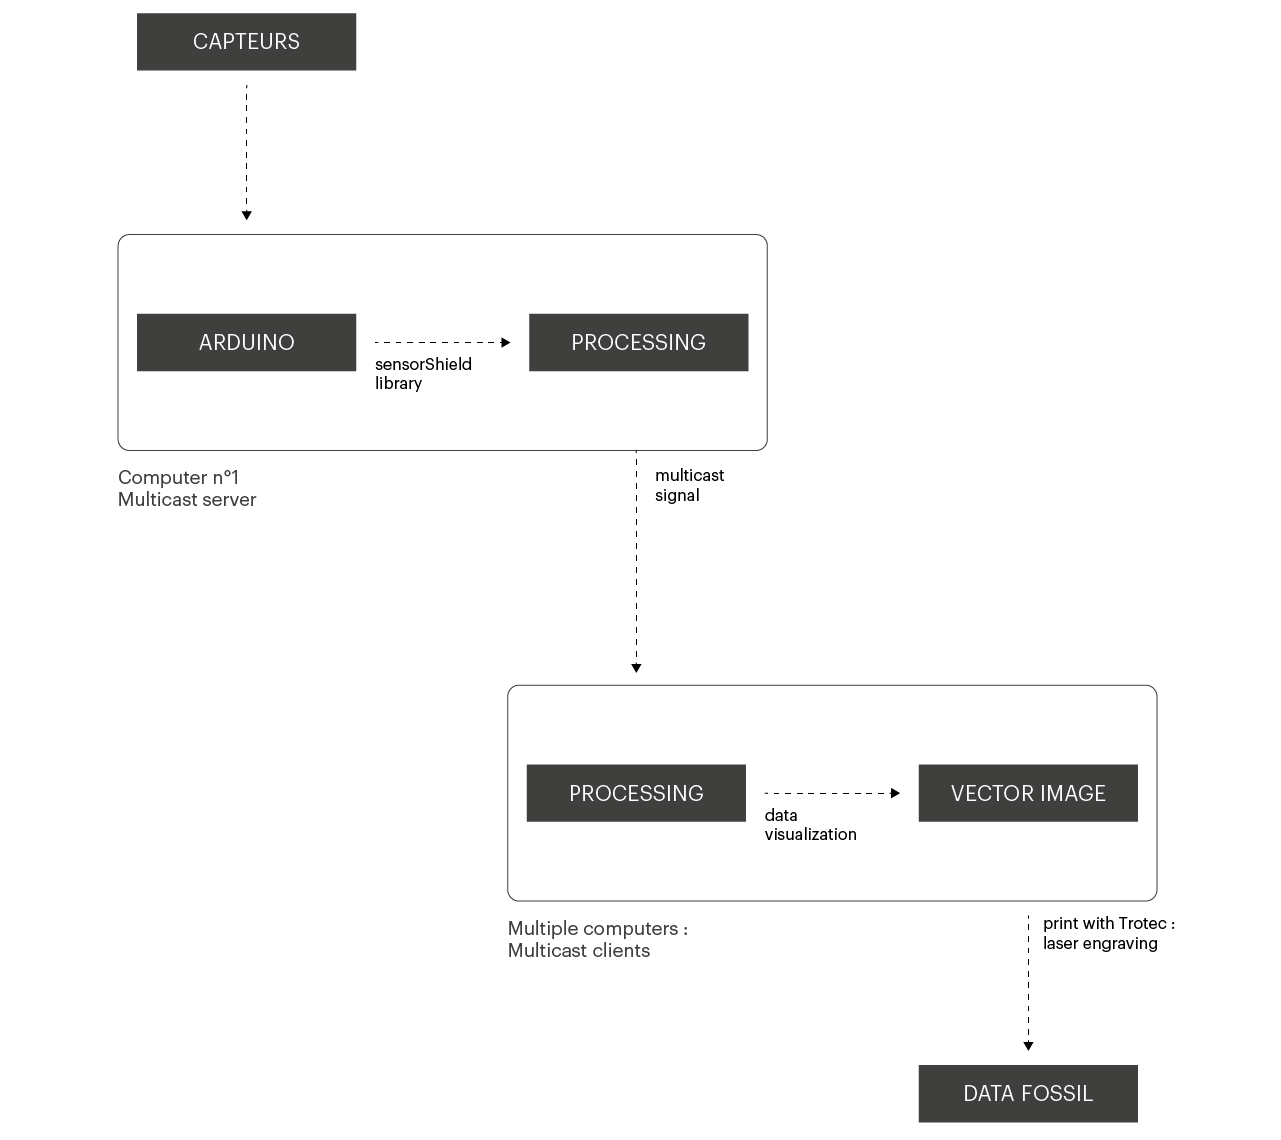 CAPTEURS
ARDUINO
sensorShield
library
PROCESSING
Computer n°1
Multicast server
multicast
signal
PROCESSING
data
visualization
VECTOR IMAGE
Multiple computers :
Multicast clients
print with Trotec :
laser engraving
DATA FOSSIL